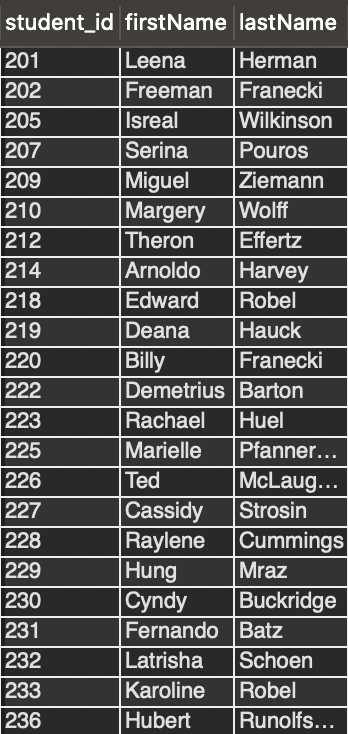 student_id firstName lastName
201 Leena Herman
202 Freeman Franecki
205 Isreal Wilkinson
207 Serina Pouros
209 Miguel Ziemann
210 Margery Wolff
212 Theron Effertz
214 Arnoldo Harvey
218 Edward Robel
219 Deana Hauck
220 Billy Franecki
222 Demetrius Barton
223 Rachael Huel
225 Marielle Pfanner…
226 Ted McLaug…
227 Cassidy Strosin
228 Raylene Cummings
229 Hung Mraz
230 Cyndy Buckridge
231 Fernando Batz
232 Latrisha Schoen
233 Karoline Robel
236 Hubert Runolfs…